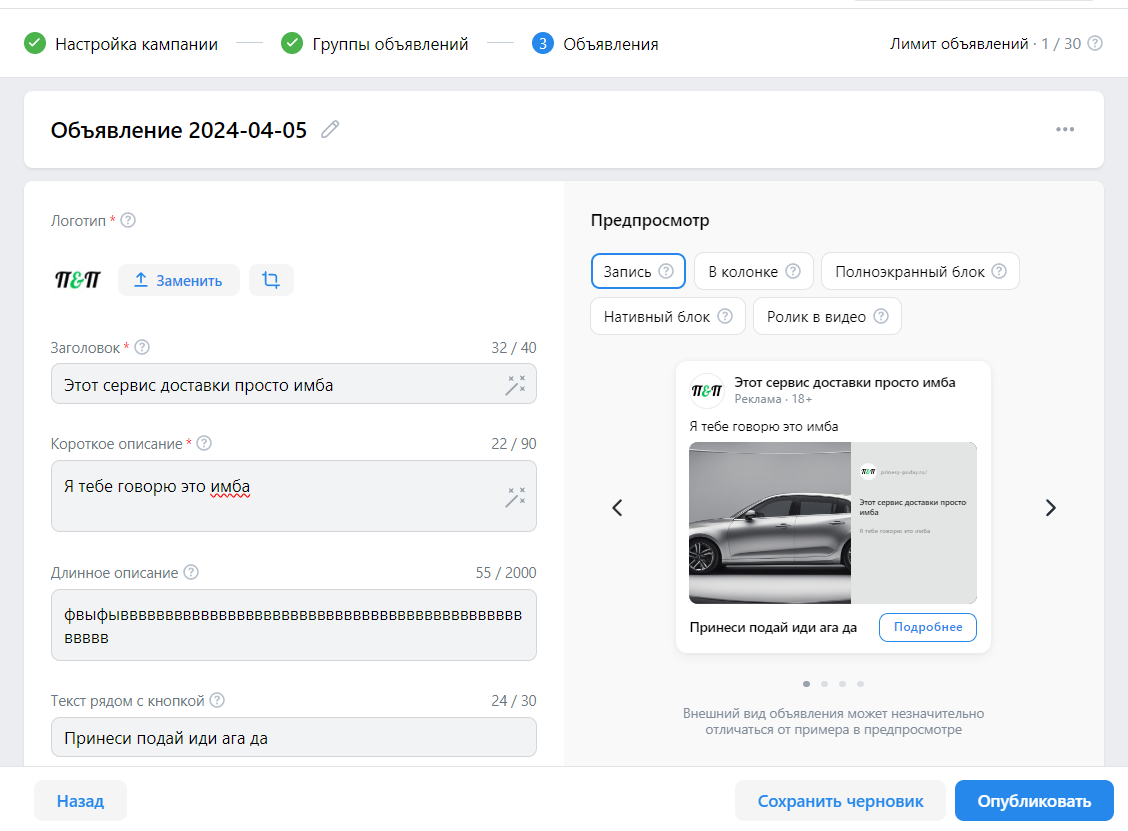 Настройка кампании
Группы объявлений
3 Объявления
Лимит объявлений · 1 / 30
Объявление 2024-04-05
Логотип *
П&П
Заменить
Заголовок * 32 / 40
Этот сервис доставки просто имба
Короткое описание * 22 / 90
Я тебе говорю это имба
Длинное описание 55 / 2000
фвыфыввввввввввввввввввввввввввввввввввввввввввввв
ввввв
Текст рядом с кнопкой 24 / 30
Принеси подай иди ага да
Предпросмотр
Запись
В колонке
Полноэкранный блок
Нативный блок
Ролик в видео
П&П
Этот сервис доставки просто имба
Реклама · 18+
Я тебе говорю это имба
П&П prinesy-poday.ru/
Этот сервис доставки просто
имба
Я тебе говорю это имба
Принеси подай иди ага да
Подробнее
Внешний вид объявления может незначительно
отличаться от примера в предпросмотре
Назад
Сохранить черновик
Опубликовать